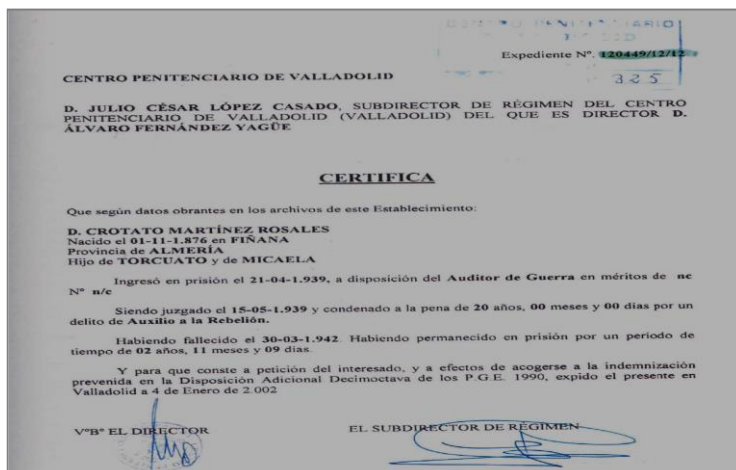 CENTRO PENITENCIARIO
Expediente Nº. 120449/12/12
325
CENTRO PENITENCIARIO DE VALLADOLID
D. JULIO CÉSAR LÓPEZ CASADO, SUBDIRECTOR DE RÉGIMEN DEL CENTRO
PENITENCIARIO DE VALLADOLID (VALLADOLID) DEL QUE ES DIRECTOR D.
ÁLVARO FERNÁNDEZ YAGÜE
CERTIFICA
Que según datos obrantes en los archivos de este Establecimiento:
D. CROTATO MARTÍNEZ ROSALES
Nacido el 01-11-1.876 en FIÑANA
Provincia de ALMERÍA
Hijo de TORCUATO y de MICAELA
Ingresó en prisión el 21-04-1.939, a disposición del Auditor de Guerra en méritos de nc
Nº n/c
Siendo juzgado el 15-05-1.939 y condenado a la pena de 20 años, 00 meses y 00 días por un
delito de Auxilio a la Rebelión.
Habiendo fallecido el 30-03-1.942. Habiendo permanecido en prisión por un período de
tiempo de 02 años, 11 meses y 09 días.
Y para que conste a petición del interesado, y a efectos de acogerse a la indemnización
prevenida en la Disposición Adicional Decimoctava de los P.G.E. 1990, expido el presente en
Valladolid a 4 de Enero de 2.002
VºBº EL DIRECTOR
EL SUBDIRECTOR DE RÉGIMEN